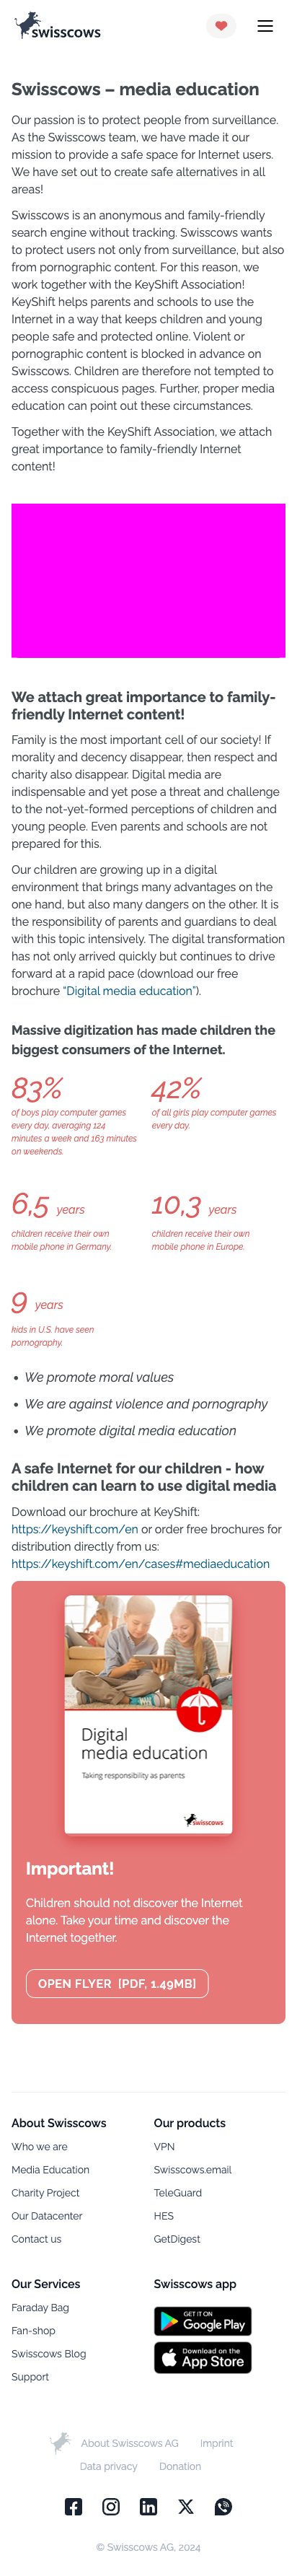 swisscows
Swisscows – media education
Our passion is to protect people from surveillance.
As the Swisscows team, we have made it our
mission to provide a safe space for Internet users.
We have set out to create safe alternatives in all
areas!
Swisscows is an anonymous and family-friendly
search engine without tracking. Swisscows wants
to protect users not only from surveillance, but also
from pornographic content. For this reason, we
work together with the KeyShift Association!
KeyShift helps parents and schools to use the
Internet in a way that keeps children and young
people safe and protected online. Violent or
pornographic content is blocked in advance on
Swisscows. Children are therefore not tempted to
access conspicuous pages. Further, proper media
education can point out these circumstances.
Together with the KeyShift Association, we attach
great importance to family-friendly Internet
content!
We attach great importance to family-
friendly Internet content!
Family is the most important cell of our society! If
morality and decency disappear, then respect and
charity also disappear. Digital media are
indispensable and yet pose a threat and challenge
to the not-yet-formed perceptions of children and
young people. Even parents and schools are not
prepared for this.
Our children are growing up in a digital
environment that brings many advantages on the
one hand, but also many dangers on the other. It is
the responsibility of parents and guardians to deal
with this topic intensively. The digital transformation
has not only arrived quickly but continues to drive
forward at a rapid pace (download our free
brochure “Digital media education”).
Massive digitization has made children the
biggest consumers of the Internet.
83%
of boys play computer games
every day, averaging 124
minutes a week and 163 minutes
on weekends.
42%
of all girls play computer games
every day.
6,5 years
children receive their own
mobile phone in Germany.
10,3 years
children receive their own
mobile phone in Europe.
9 years
kids in U.S. have seen
pornography.
• We promote moral values
• We are against violence and pornography
• We promote digital media education
A safe Internet for our children - how
children can learn to use digital media
Download our brochure at KeyShift:
https://keyshift.com/en or order free brochures for
distribution directly from us:
https://keyshift.com/en/cases#mediaeducation
Digital
media education
Taking responsibility as parents
swisscows
Important!
Children should not discover the Internet
alone. Take your time and discover the
Internet together.
OPEN FLYER [PDF, 1.49MB]
About Swisscows
Who we are
Media Education
Charity Project
Our Datacenter
Contact us
Our products
VPN
Swisscows.email
TeleGuard
HES
GetDigest
Our Services
Faraday Bag
Fan-shop
Swisscows Blog
Support
Swisscows app
GET IT ON
Google Play
Download on the
App Store
About Swisscows AG Imprint
Data privacy Donation
© Swisscows AG, 2024